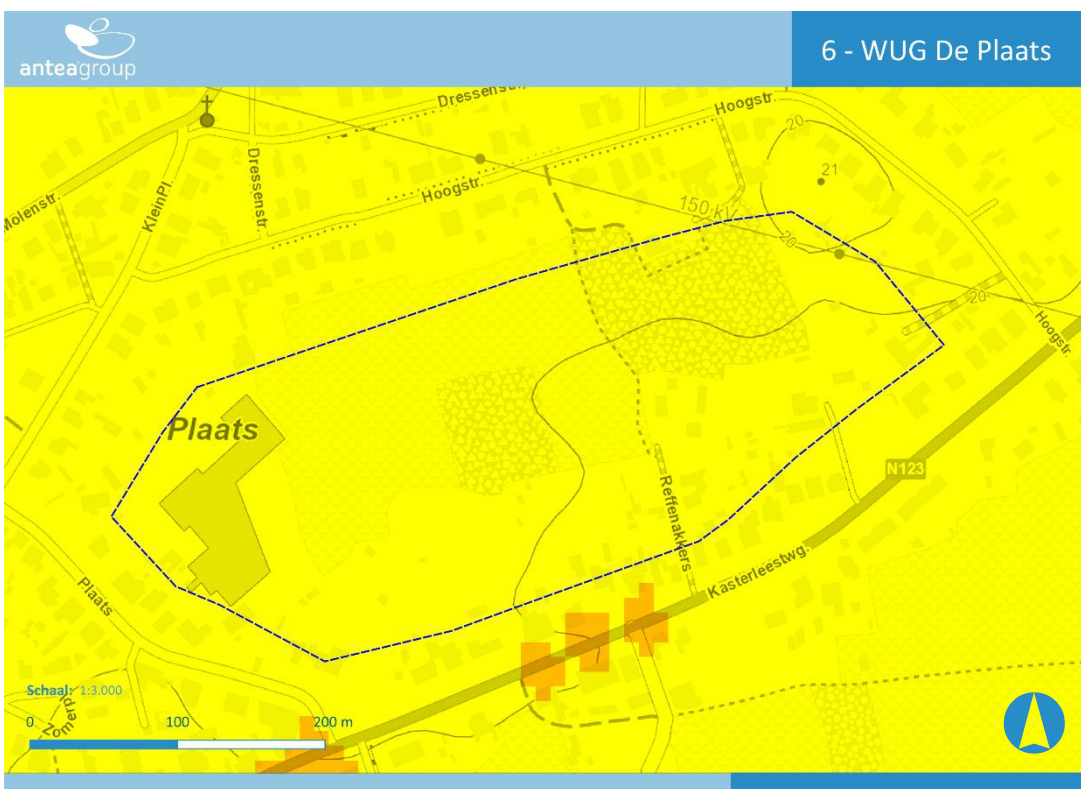 anteagroup
6 - WUG De Plaats
Dressenstr.
Hoogstr.
20
21
Molenstr.
KleinPl.
Dressenstr
Hoogstr.
150 kV
20
20
Hoogstr.
Plaats
N123
Reffenakkers
Kasterleestwg.
Plaats
Schaal: 1:3.000
Zomerpl
0 100 200 m